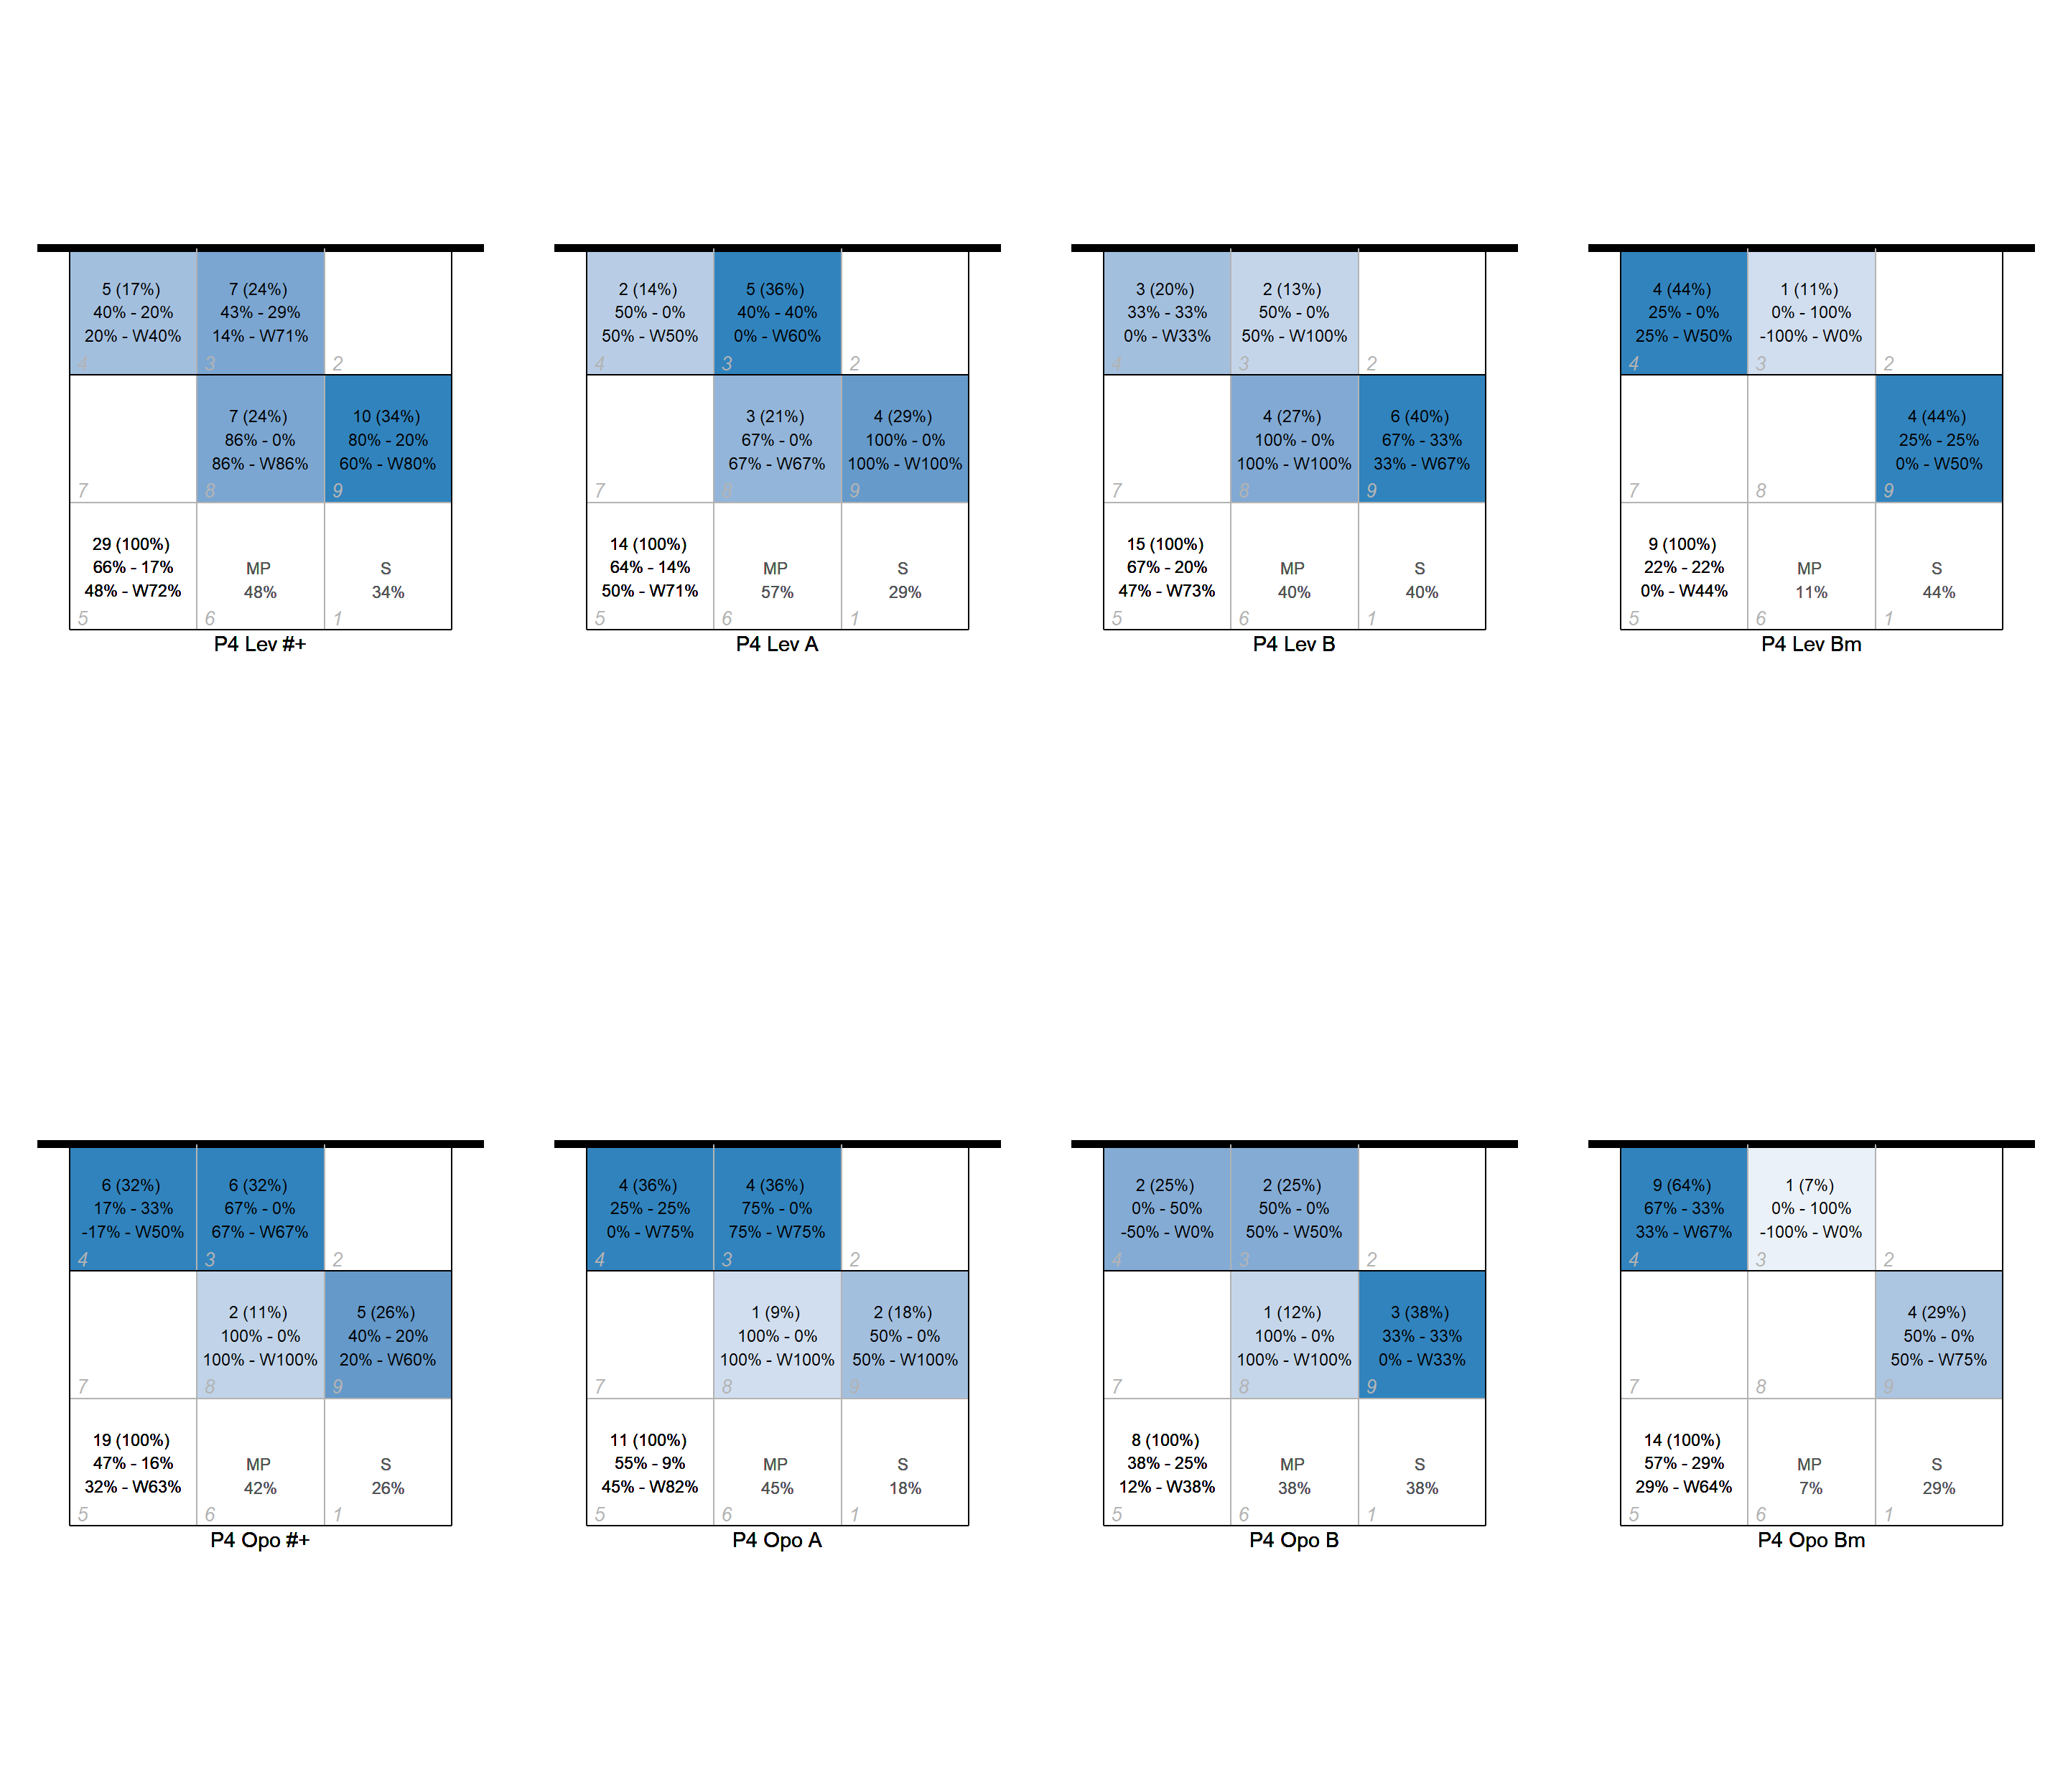 5 (17%)
40% - 20%
20% - W40%
4
7 (24%)
43% - 29%
14% - W71%
3
2
7
7 (24%)
86% - 0%
86% - W86%
8
10 (34%)
80% - 20%
60% - W80%
9
29 (100%)
66% - 17%
48% - W72%
5
MP
48%
6
S
34%
1
P4 Lev #+
2 (14%)
50% - 0%
50% - W50%
4
5 (36%)
40% - 40%
0% - W60%
3
2
7
3 (21%)
67% - 0%
67% - W67%
8
4 (29%)
100% - 0%
100% - W100%
9
14 (100%)
64% - 14%
50% - W71%
5
MP
57%
6
S
29%
1
P4 Lev A
3 (20%)
33% - 33%
0% - W33%
4
2 (13%)
50% - 0%
50% - W100%
3
2
7
4 (27%)
100% - 0%
100% - W100%
8
6 (40%)
67% - 33%
33% - W67%
9
15 (100%)
67% - 20%
47% - W73%
5
MP
40%
6
S
40%
1
P4 Lev B
4 (44%)
25% - 0%
25% - W50%
4
1 (11%)
0% - 100%
-100% - W0%
3
2
7
8
4 (44%)
25% - 25%
0% - W50%
9
9 (100%)
22% - 22%
0% - W44%
5
MP
11%
6
S
44%
1
P4 Lev Bm
6 (32%)
17% - 33%
-17% - W50%
4
6 (32%)
67% - 0%
67% - W67%
3
2
7
2 (11%)
100% - 0%
100% - W100%
8
5 (26%)
40% - 20%
20% - W60%
9
19 (100%)
47% - 16%
32% - W63%
5
MP
42%
6
S
26%
1
P4 Opo #+
4 (36%)
25% - 25%
0% - W75%
4
4 (36%)
75% - 0%
75% - W75%
3
2
7
1 (9%)
100% - 0%
100% - W100%
8
2 (18%)
50% - 0%
50% - W100%
9
11 (100%)
55% - 9%
45% - W82%
5
MP
45%
6
S
18%
1
P4 Opo A
2 (25%)
0% - 50%
-50% - W0%
4
2 (25%)
50% - 0%
50% - W50%
3
2
7
1 (12%)
100% - 0%
100% - W100%
8
3 (38%)
33% - 33%
0% - W33%
9
8 (100%)
38% - 25%
12% - W38%
5
MP
38%
6
S
38%
1
P4 Opo B
9 (64%)
67% - 33%
33% - W67%
4
1 (7%)
0% - 100%
-100% - W0%
3
2
7
8
4 (29%)
50% - 0%
50% - W75%
9
14 (100%)
57% - 29%
29% - W64%
5
MP
7%
6
S
29%
1
P4 Opo Bm